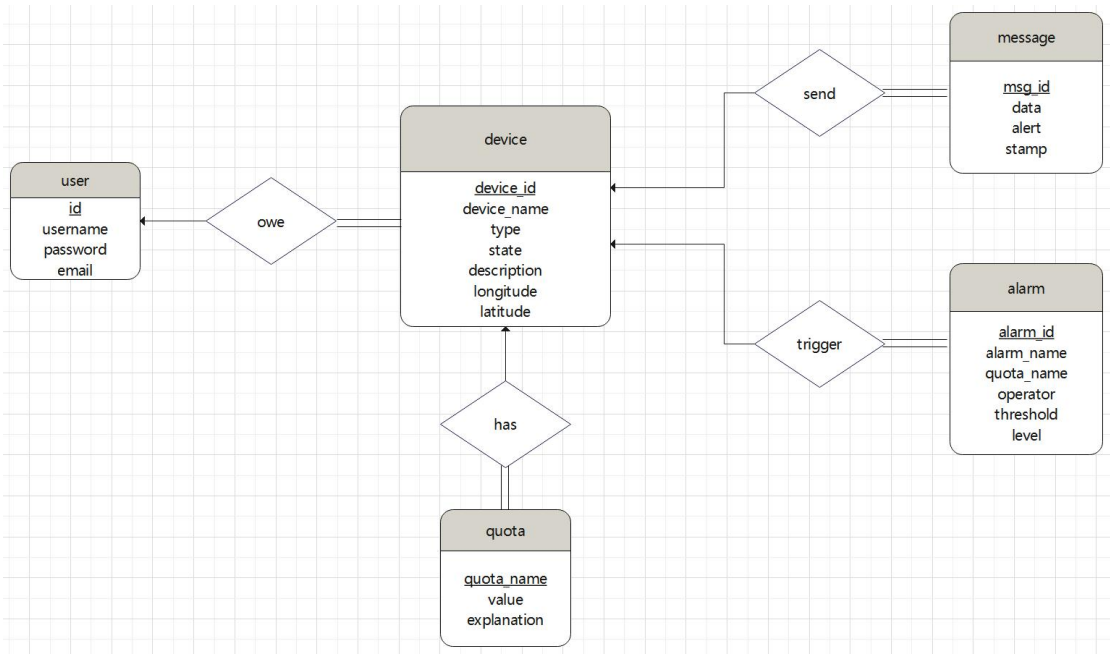 message
msg_id
data
alert
stamp
send
device
device_id
device_name
type
state
description
longitude
latitude
user
id
username
password
email
owe
alarm
alarm_id
alarm_name
quota_name
operator
threshold
level
trigger
has
quota
quota_name
value
explanation